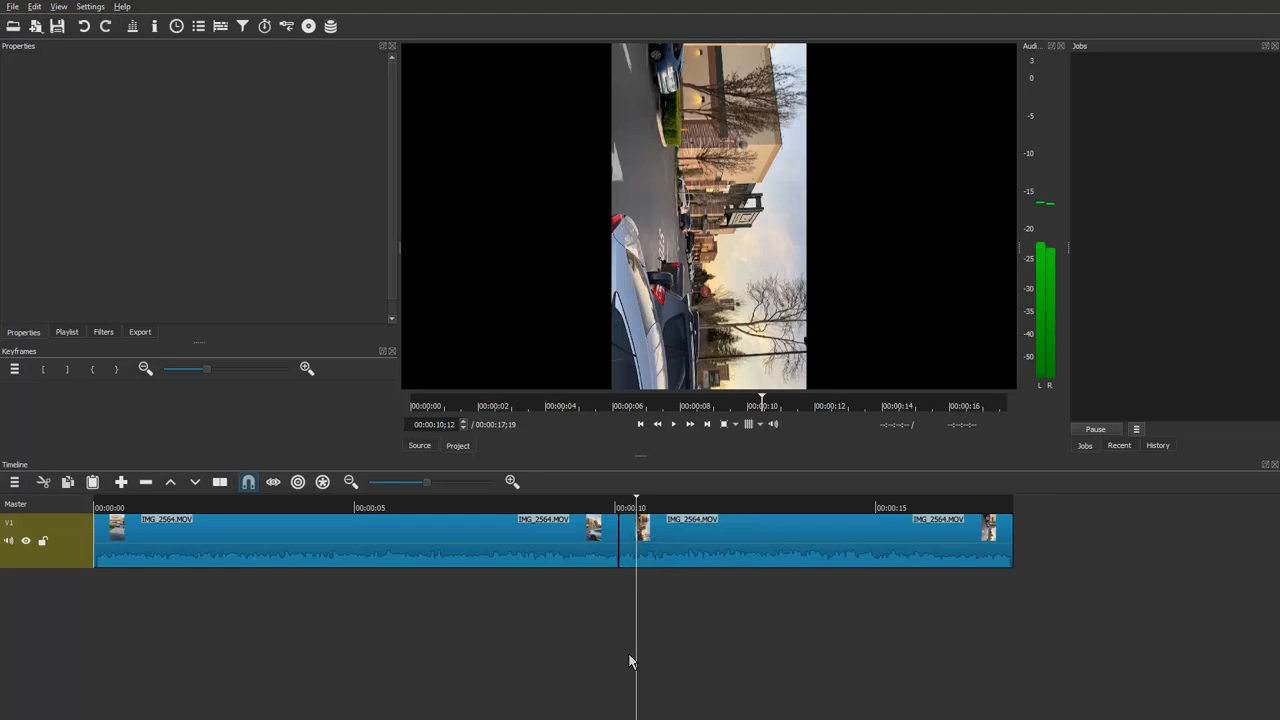 File Edit View Settings Help
Properties
Audi...
Jobs
3
0
-5
-10
-15
-20
-25
-30
-35
-40
-50
L R
Properties Playlist Filters Export
Keyframes
[ ] { }
00:00:00 00:00:02 00:00:04 00:00:06 00:00:08 00:00:10 00:00:12 00:00:14 00:00:16
00:00:10;12 / 00:00:17;19
--:--:--:-- / --:--:--:--
Source Project
Pause
Jobs Recent History
Timeline
Master
00:00:00 00:00:05 00:00:10 00:00:15
V1
IMG_2564.MOV IMG_2564.MOV IMG_2564.MOV IMG_2564.MOV